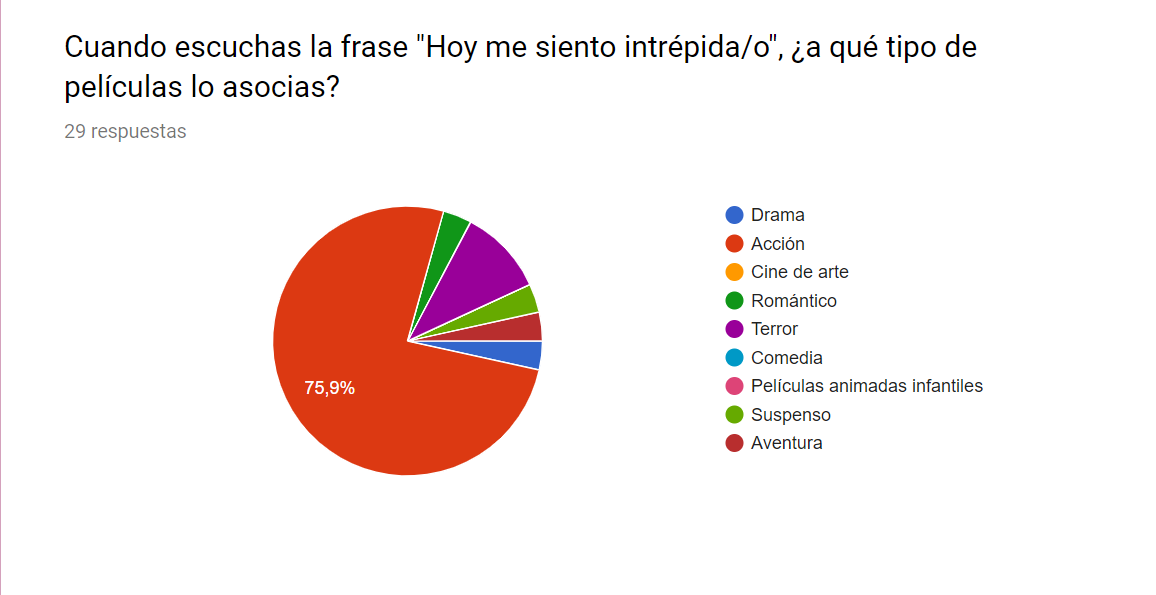 Cuando escuchas la frase "Hoy me siento intrépida/o", ¿a qué tipo de
películas lo asocias?
29 respuestas
75,9%
Drama
Acción
Cine de arte
Romántico
Terror
Comedia
Películas animadas infantiles
Suspenso
Aventura